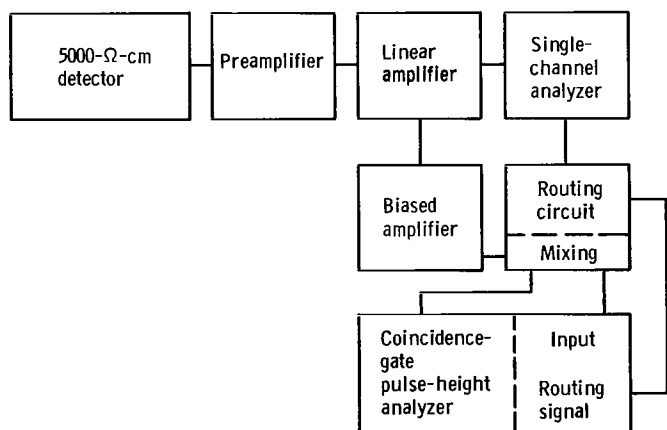 5000-Ω-cm
detector
Preamplifier
Linear
amplifier
Single-
channel
analyzer
Biased
amplifier
Routing
circuit
Mixing
Coincidence-
gate
pulse-height
analyzer
Input
Routing
signal